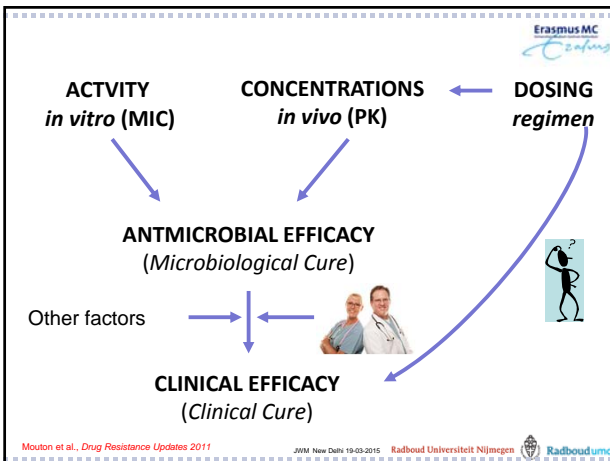 Erasmus MC
Erasmus
ACTVITY
in vitro (MIC)
CONCENTRATIONS
in vivo (PK)
DOSING
regimen
ANTMICROBIAL EFFICACY
(Microbiological Cure)
?
Other factors
CLINICAL EFFICACY
(Clinical Cure)
Mouton et al., Drug Resistance Updates 2011
JWM New Delhi 19-03-2015
Radboud Universiteit Nijmegen
Radboudumc